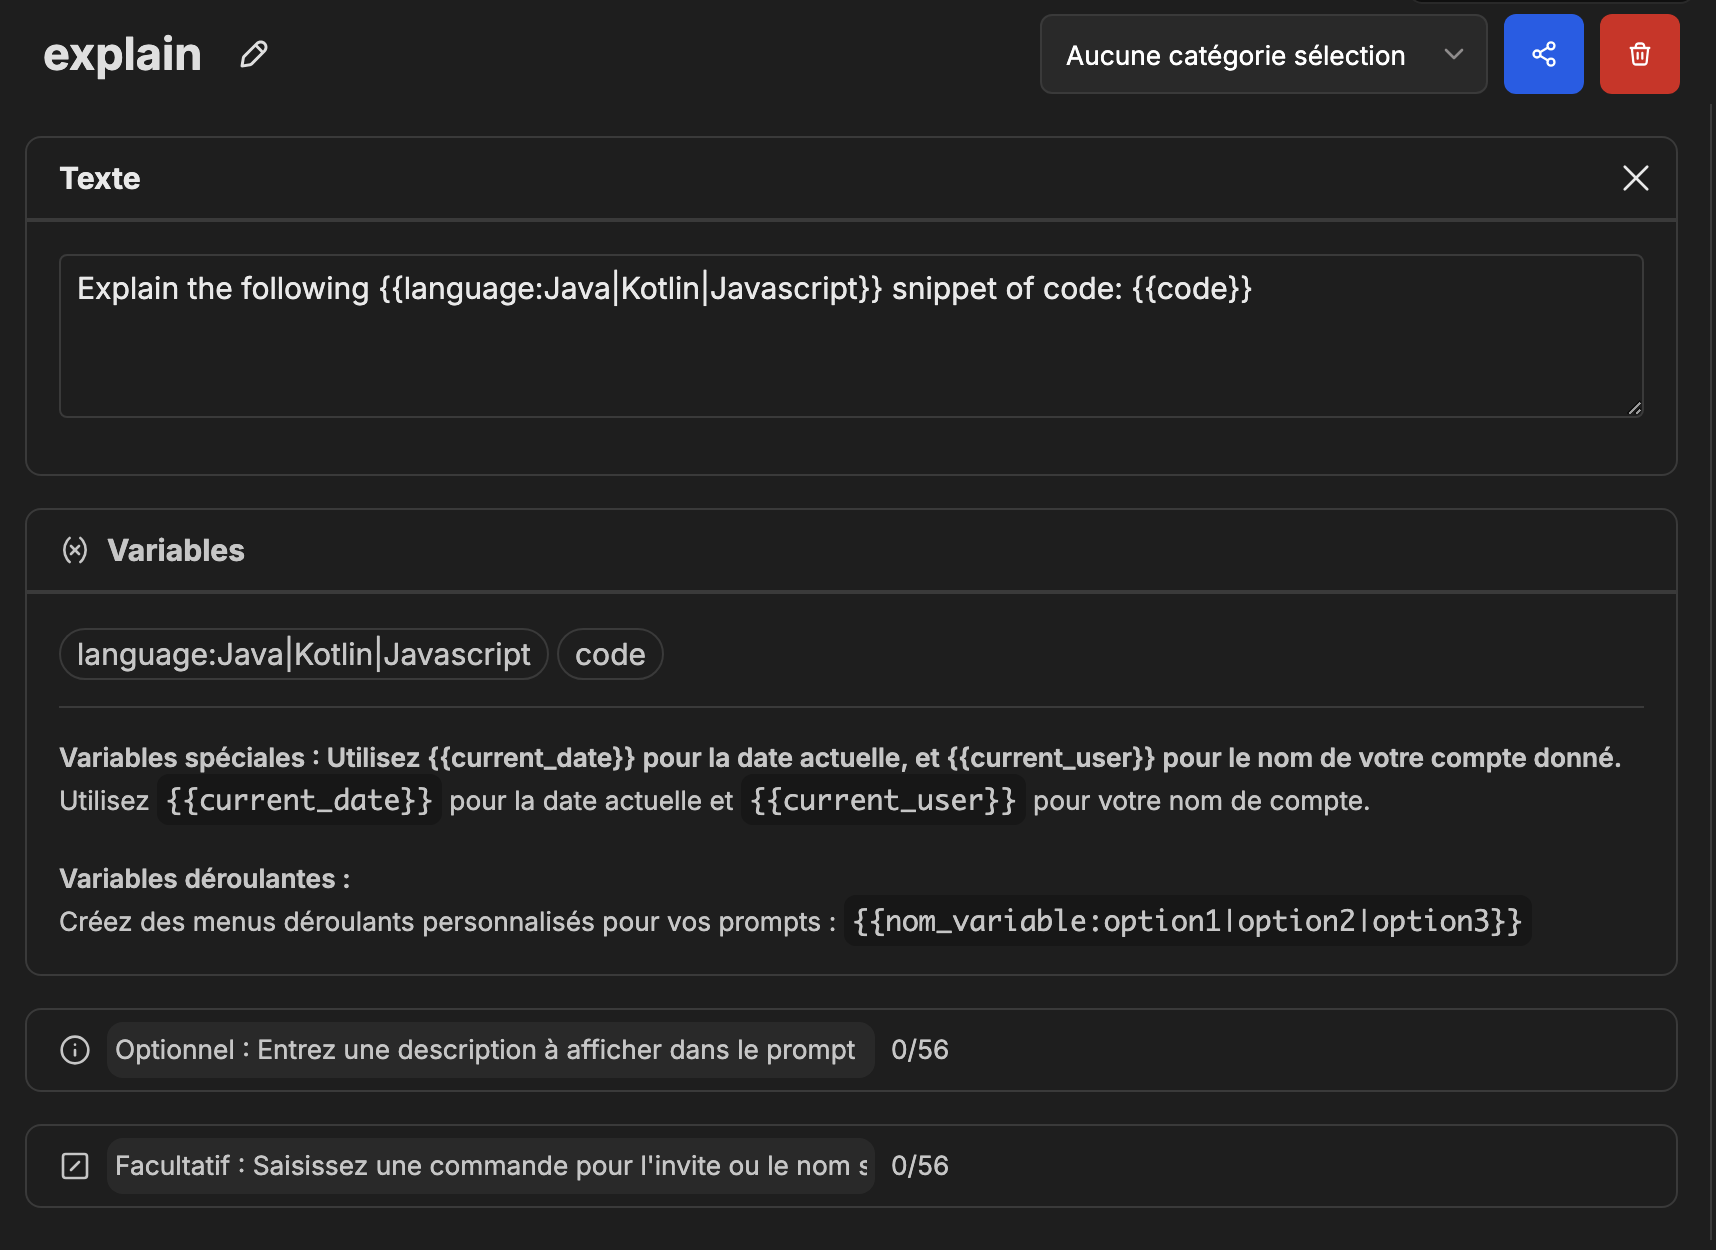 explain
Aucune catégorie sélection
Texte
Explain the following {{language:Java|Kotlin|Javascript}} snippet of code: {{code}}
Variables
language:Java|Kotlin|Javascript
code
Variables spéciales : Utilisez {{current_date}} pour la date actuelle, et {{current_user}} pour le nom de votre compte donné.
Utilisez {{current_date}} pour la date actuelle et {{current_user}} pour votre nom de compte.
Variables déroulantes :
Créez des menus déroulants personnalisés pour vos prompts : {{nom_variable:option1|option2|option3}}
Optionnel : Entrez une description à afficher dans le prompt 0/56
Facultatif : Saisissez une commande pour l'invite ou le nom s 0/56